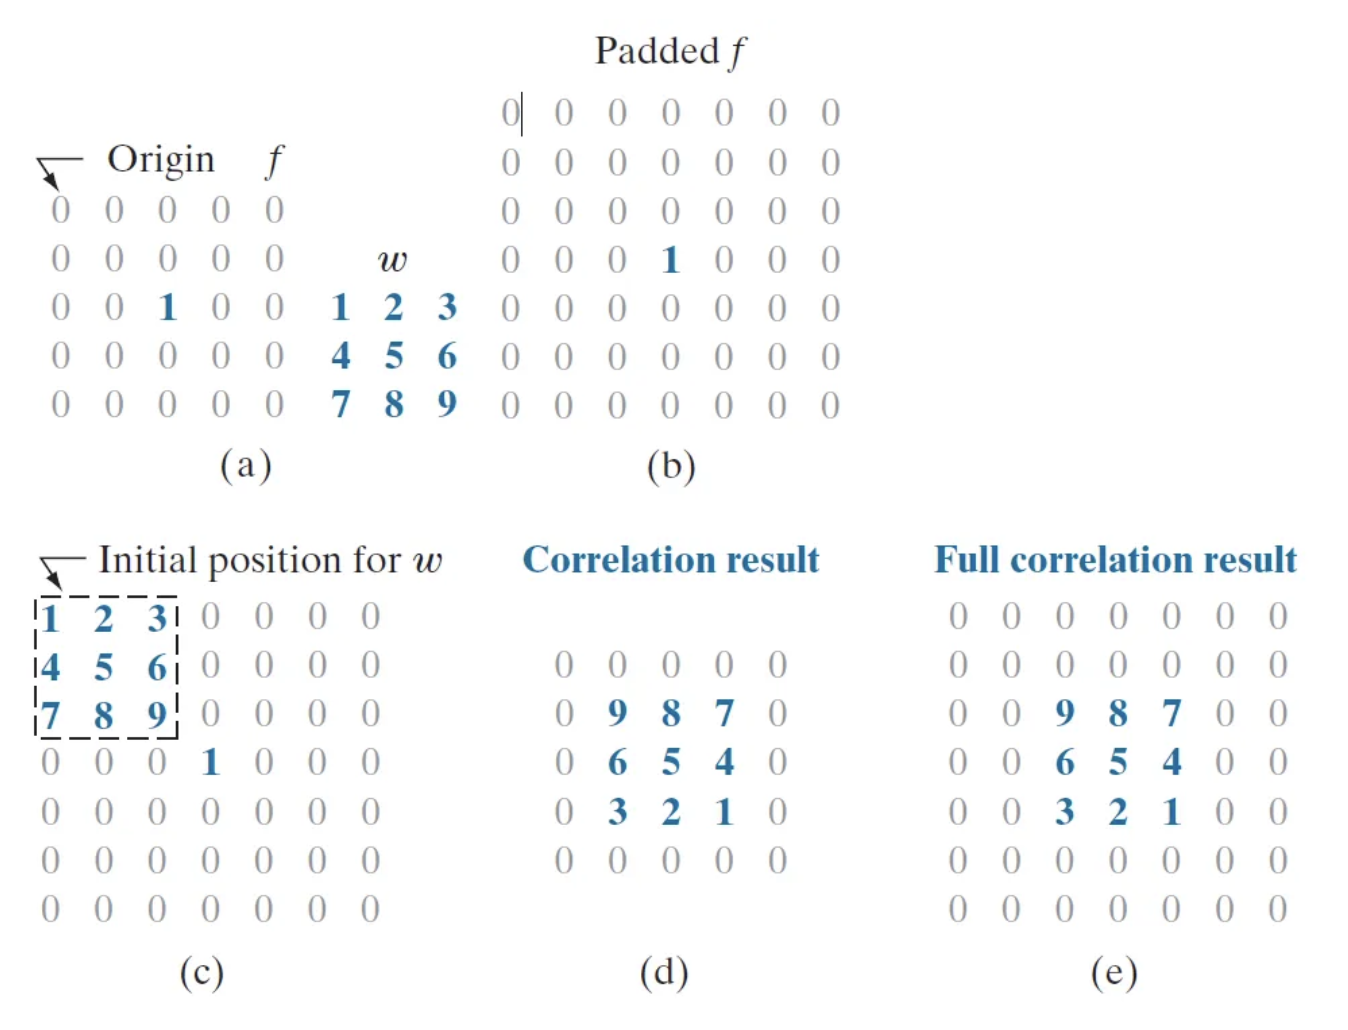 Padded f
0 0 0 0 0 0 0
0 0 0 0 0 0 0
0 0 0 0 0 0 0
0 0 0 1 0 0 0
0 0 0 0 0 0 0
0 0 0 0 0 0 0
0 0 0 0 0 0 0
(b)
Origin f
0 0 0 0 0
0 0 0 0 0
0 0 1 0 0
0 0 0 0 0
0 0 0 0 0
w
1 2 3
4 5 6
7 8 9
(a)
Initial position for w
1 2 3 0 0 0 0
4 5 6 0 0 0 0
7 8 9 0 0 0 0
0 0 0 1 0 0 0
0 0 0 0 0 0 0
0 0 0 0 0 0 0
0 0 0 0 0 0 0
(c)
Correlation result
0 0 0 0 0
0 9 8 7 0
0 6 5 4 0
0 3 2 1 0
0 0 0 0 0
(d)
Full correlation result
0 0 0 0 0 0 0
0 0 0 0 0 0 0
0 0 9 8 7 0 0
0 0 6 5 4 0 0
0 0 3 2 1 0 0
0 0 0 0 0 0 0
0 0 0 0 0 0 0
(e)